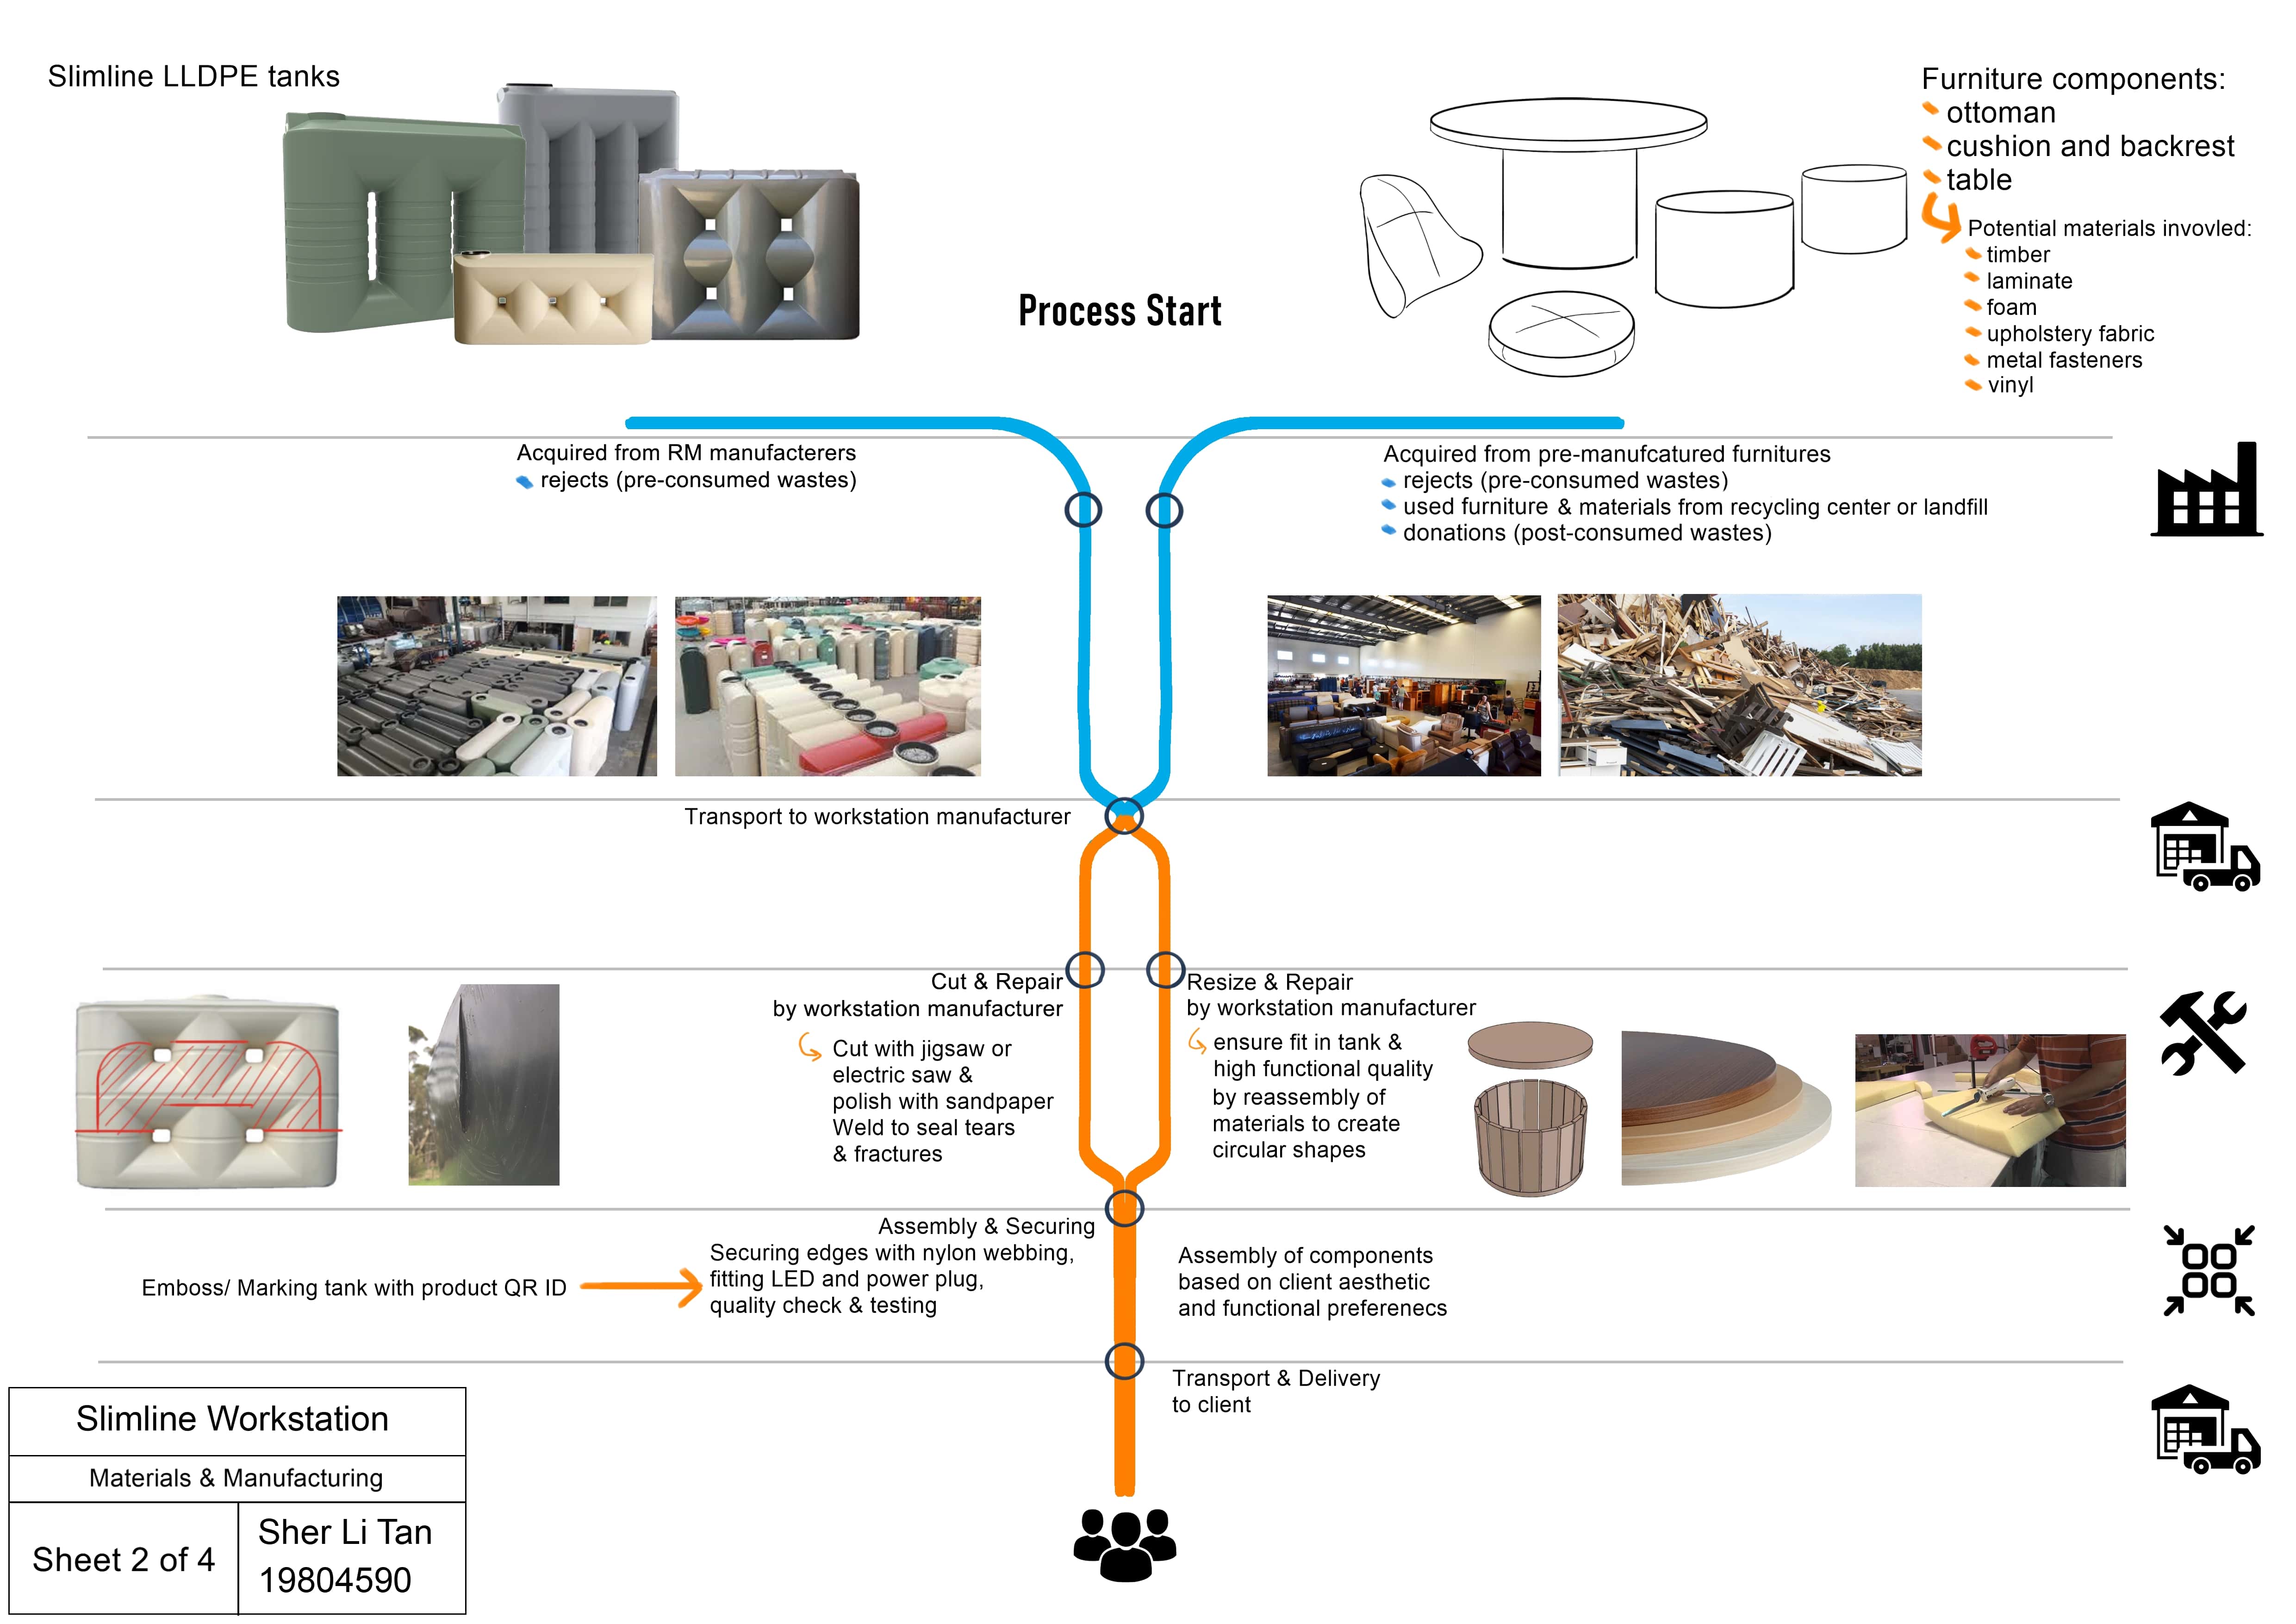 Slimline LLDPE tanks
Process Start
Furniture components:
ottoman
cushion and backrest
table
Potential materials invovled:
timber
laminate
foam
upholstery fabric
metal fasteners
vinyl
Acquired from RM manufacterers
rejects (pre-consumed wastes)
Acquired from pre-manufcatured furnitures
rejects (pre-consumed wastes)
used furniture & materials from recycling center or landfill
donations (post-consumed wastes)
Transport to workstation manufacturer
Cut & Repair
by workstation manufacturer
Cut with jigsaw or
electric saw &
polish with sandpaper
Weld to seal tears
& fractures
Resize & Repair
by workstation manufacturer
ensure fit in tank &
high functional quality
by reassembly of
materials to create
circular shapes
Assembly & Securing
Securing edges with nylon webbing,
fitting LED and power plug,
quality check & testing
Emboss/ Marking tank with product QR ID
Assembly of components
based on client aesthetic
and functional preferenecs
Transport & Delivery
to client
Slimline Workstation
Materials & Manufacturing
Sheet 2 of 4
Sher Li Tan
19804590